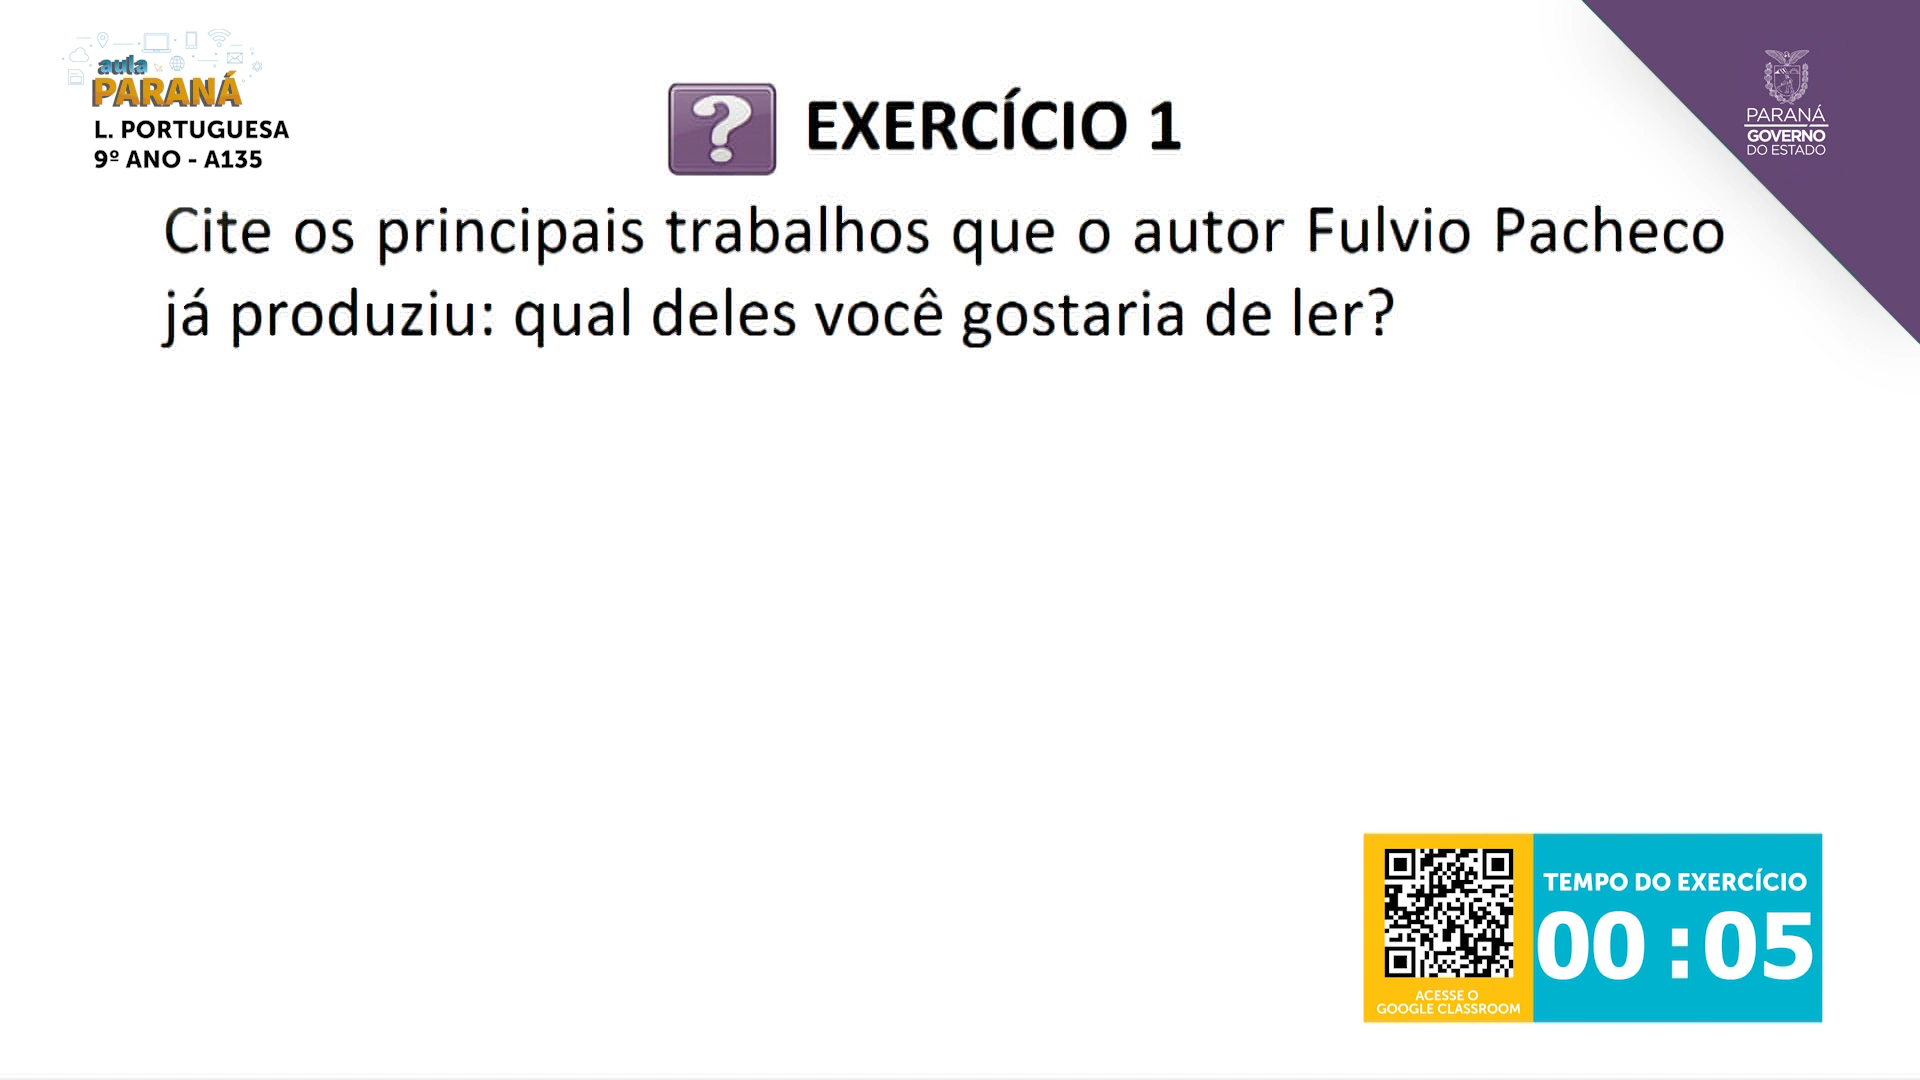 aula
PARANÁ
L. PORTUGUESA
9º ANO - A135
? EXERCÍCIO 1
PARANÁ
GOVERNO
DO ESTADO
Cite os principais trabalhos que o autor Fulvio Pacheco
já produziu: qual deles você gostaria de ler?
TEMPO DO EXERCÍCIO
00 : 05
ACESSE O
GOOGLE CLASSROOM